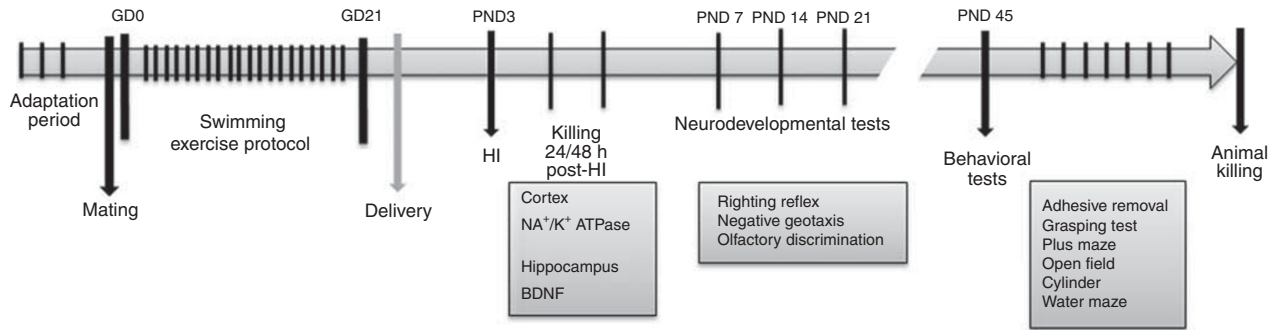 GD0
GD21
PND3
PND 7
PND 14
PND 21
PND 45
Adaptation
period
Swimming
exercise protocol
Mating
Delivery
HI
Killing
24/48 h
post-HI
Neurodevelopmental tests
Behavioral
tests
Animal
killing
Cortex
NA⁺/K⁺ ATPase
Hippocampus
BDNF
Righting reflex
Negative geotaxis
Olfactory discrimination
Adhesive removal
Grasping test
Plus maze
Open field
Cylinder
Water maze